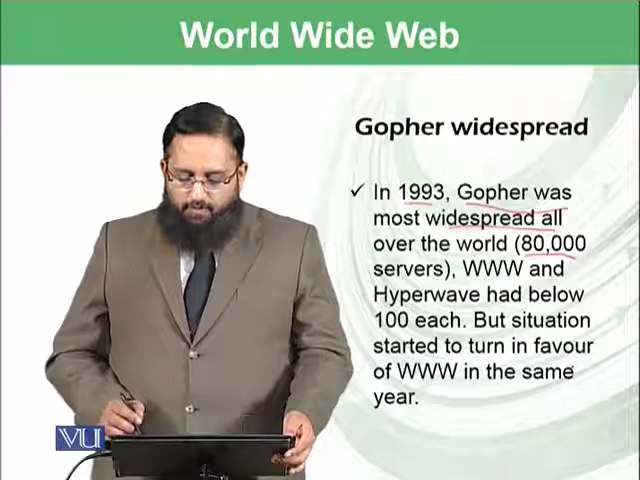 World Wide Web
Gopher widespread
✓ In 1993, Gopher was
most widespread all
over the world (80,000
servers), WWW and
Hyperwave had below
100 each. But situation
started to turn in favour
of WWW in the same
year.
VU